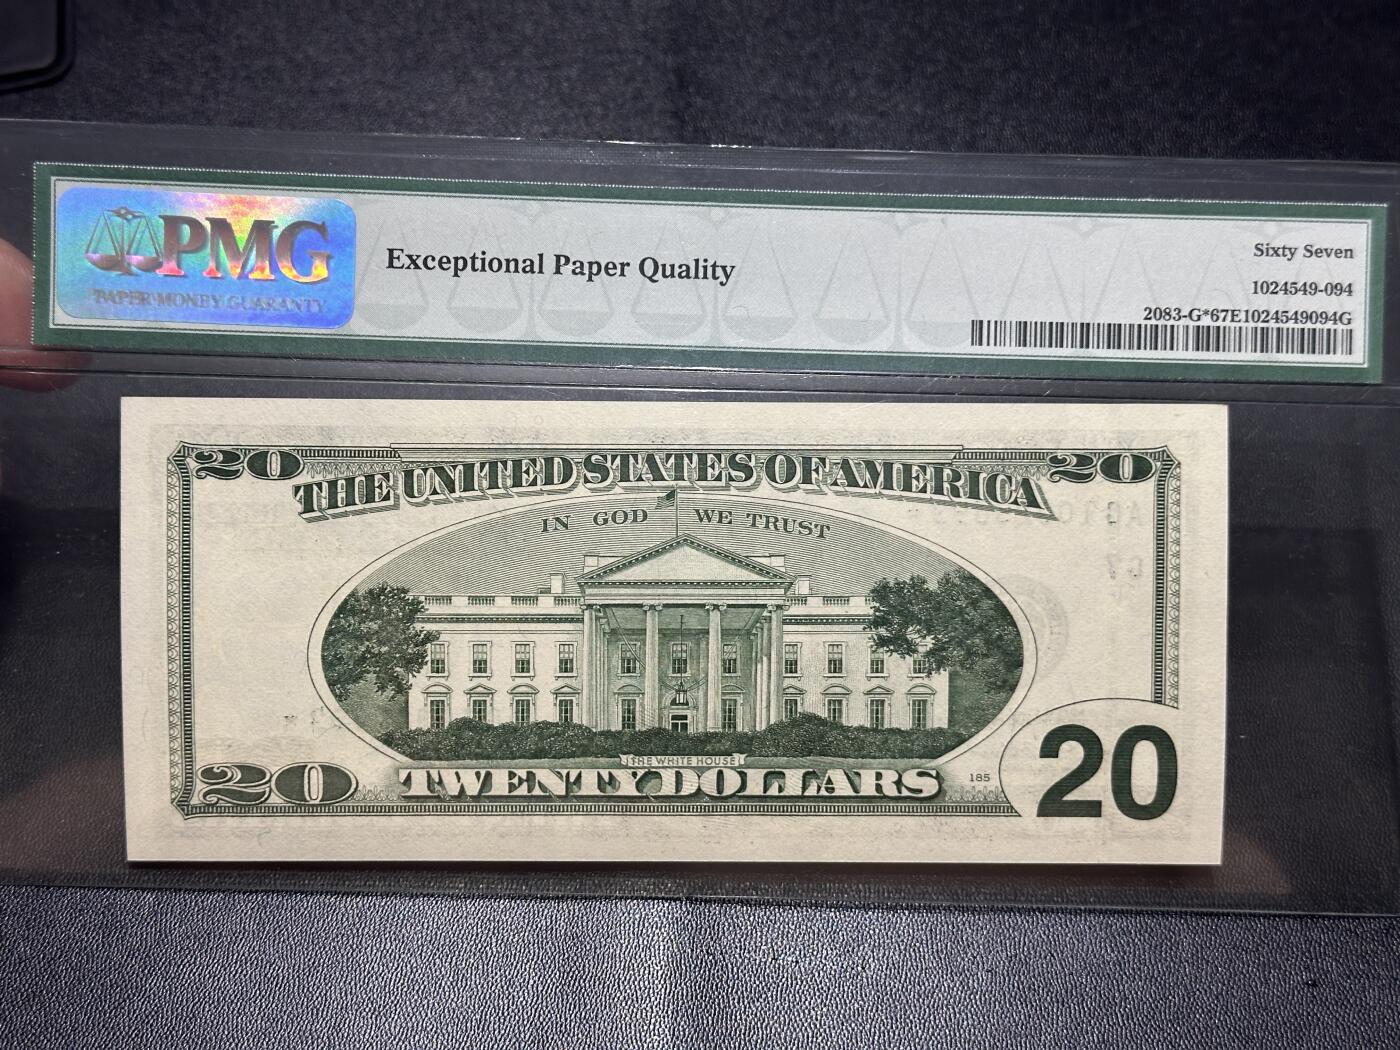 PMG
PAPER MONEY GUARANTY
Exceptional Paper Quality
Sixty Seven
1024549-094
2083-G*67E1024549094G
20 THE UNITED STATES OF AMERICA 20
IN GOD WE TRUST
THE WHITE HOUSE
20 TWENTY DOLLARS 185 20